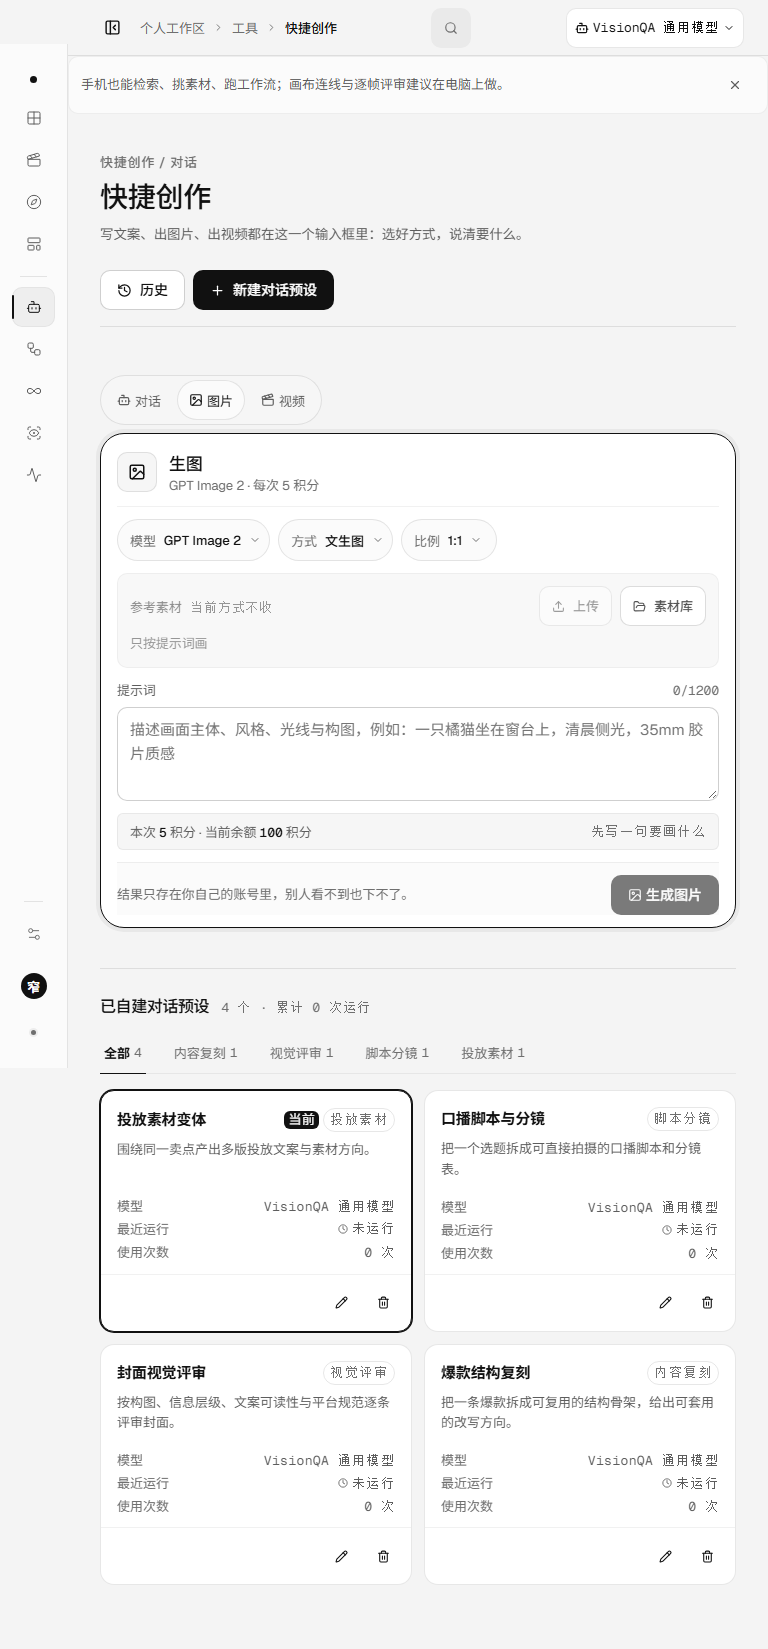 个人工作区 > 工具 > 快捷创作
VisionQA 通用模型
手机也能检索、挑素材、跑工作流；画布连线与逐帧评审建议在电脑上做。
快捷创作 / 对话
快捷创作
写文案、出图片、出视频都在这一个输入框里：选好方式，说清要什么。
历史
新建对话预设
对话 图片 视频
生图
GPT Image 2 · 每次 5 积分
模型 GPT Image 2 方式 文生图 比例 1:1
参考素材 当前方式不收 上传 素材库
只按提示词画
提示词 0/1200
描述画面主体、风格、光线与构图，例如：一只橘猫坐在窗台上，清晨侧光，35mm 胶
片质感
本次 5 积分 · 当前余额 100 积分 先写一句要画什么
结果只存在你自己的账号里，别人看不到也下不了。 生成图片
窄
已自建对话预设 4 个 · 累计 0 次运行
全部 4 内容复刻 1 视觉评审 1 脚本分镜 1 投放素材 1
投放素材变体 当前 投放素材
围绕同一卖点产出多版投放文案与素材方向。
模型 VisionQA 通用模型
最近运行 未运行
使用次数 0 次
口播脚本与分镜 脚本分镜
把一个选题拆成可直接拍摄的口播脚本和分镜
表。
模型 VisionQA 通用模型
最近运行 未运行
使用次数 0 次
封面视觉评审 视觉评审
按构图、信息层级、文案可读性与平台规范逐条
评审封面。
模型 VisionQA 通用模型
最近运行 未运行
使用次数 0 次
爆款结构复刻 内容复刻
把一条爆款拆成可复用的结构骨架，给出可套用
的改写方向。
模型 VisionQA 通用模型
最近运行 未运行
使用次数 0 次